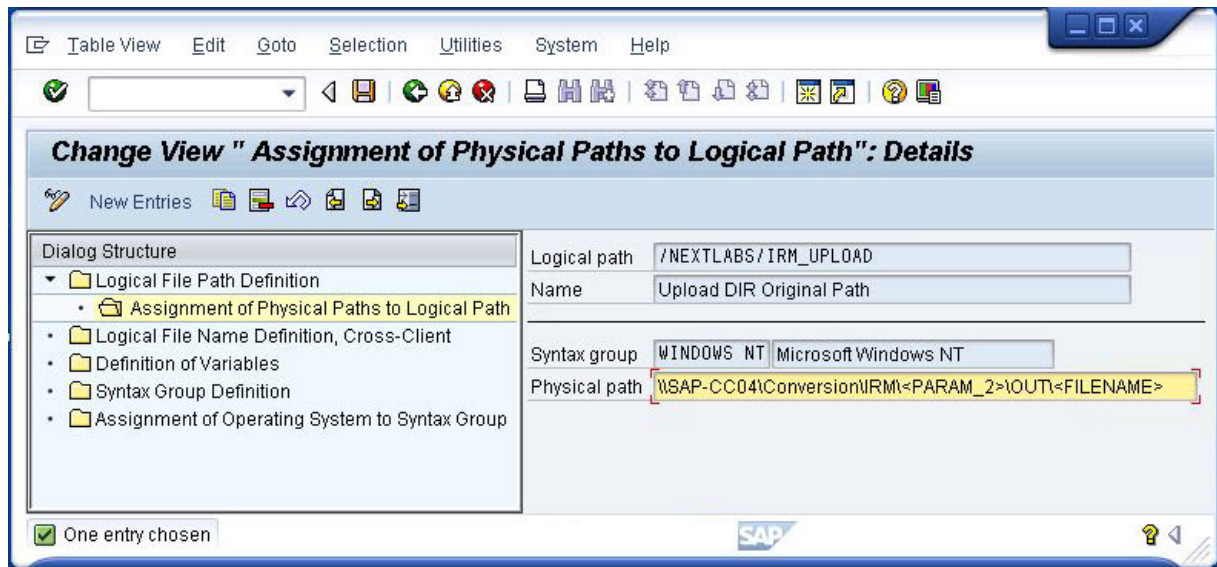 Table View Edit Goto Selection Utilities System Help
Change View " Assignment of Physical Paths to Logical Path": Details
New Entries
Dialog Structure
Logical File Path Definition
Assignment of Physical Paths to Logical Path
Logical File Name Definition, Cross-Client
Definition of Variables
Syntax Group Definition
Assignment of Operating System to Syntax Group
Logical path /NEXTLABS/IRM_UPLOAD
Name Upload DIR Original Path
Syntax group WINDOWS NT Microsoft Windows NT
Physical path \\SAP-CC04\Conversion\IRM\<PARAM_2>\OUT\<FILENAME>
One entry chosen
SAP